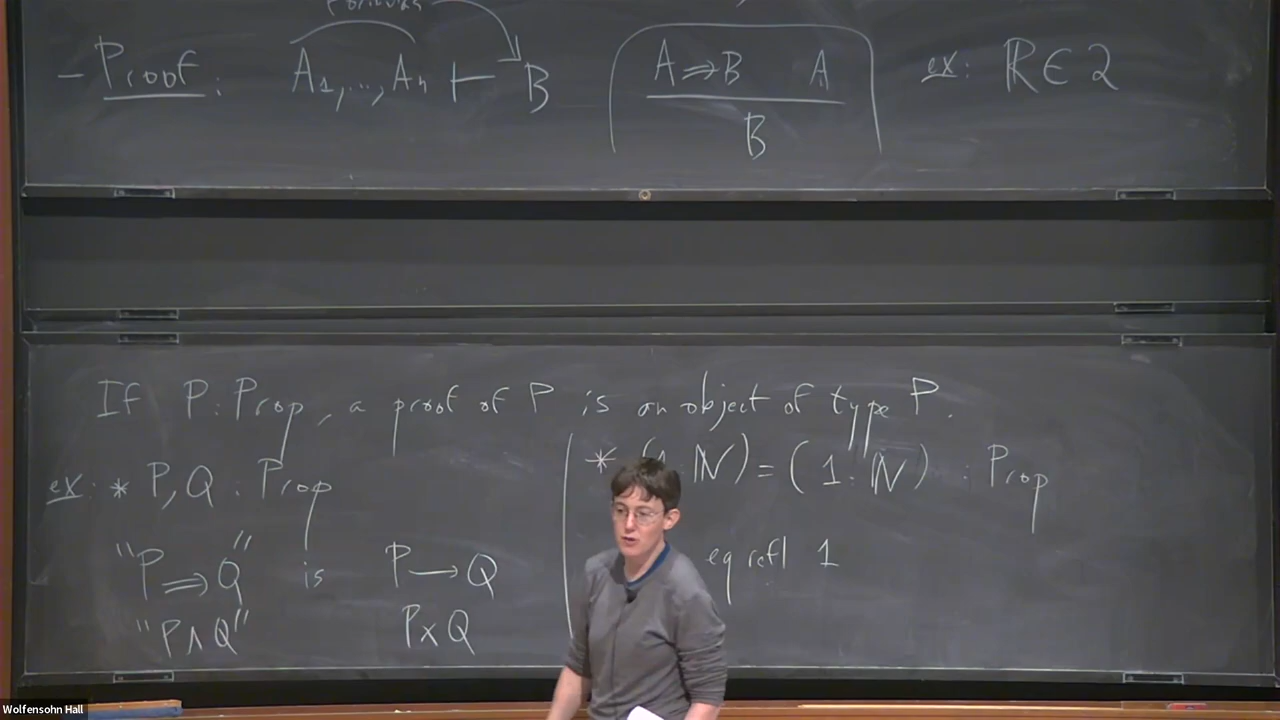 - Proof: A1,..., An ⊢ B
A ⇒ B A
B
ex: ℝ ∈ 2
If P : Prop, a proof of P is an object of type P.
ex: * P, Q : Prop
"P ⇒ Q" is P → Q
"P ∧ Q" P × Q
* : ℕ) = (1 : ℕ) : Prop
eq refl 1
Wolfensohn Hall